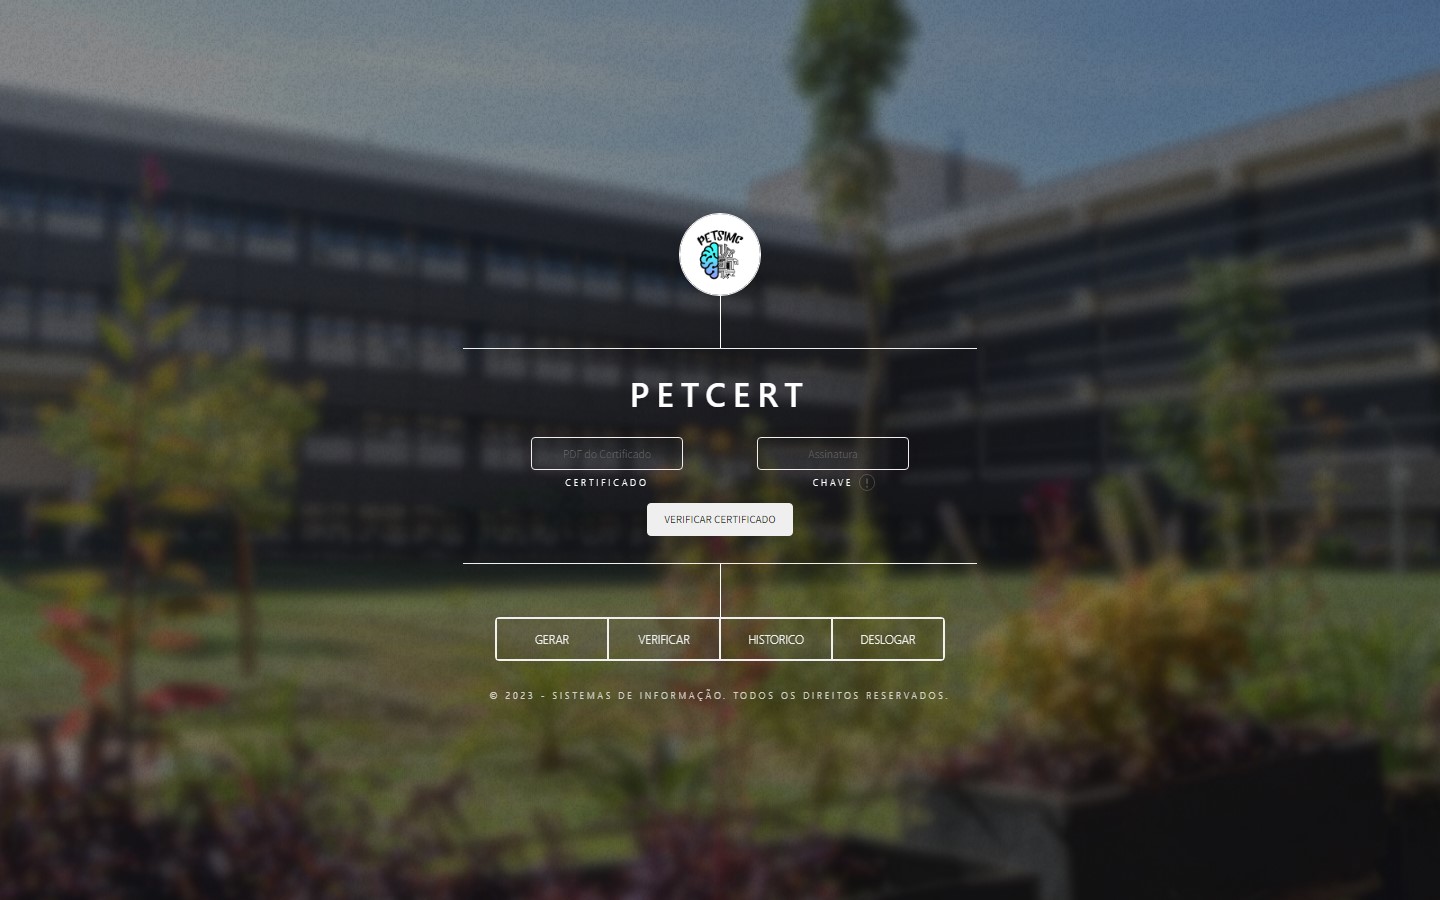 PETSIMC
PETCERT
PDF do Certificado
Assinatura
CERTIFICADO
CHAVE !
VERIFICAR CERTIFICADO
GERAR
VERIFICAR
HISTORICO
DESLOGAR
© 2023 - SISTEMAS DE INFORMAÇÃO. TODOS OS DIREITOS RESERVADOS.